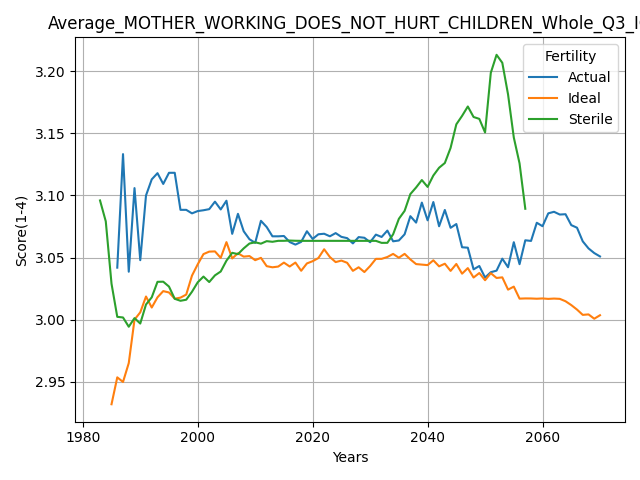 Average_MOTHER_WORKING_DOES_NOT_HURT_CHILDREN_Whole_Q3_I
Fertility
Actual
Ideal
Sterile
Score(1-4)
3.20
3.15
3.10
3.05
3.00
2.95
1980 2000 2020 2040 2060
Years